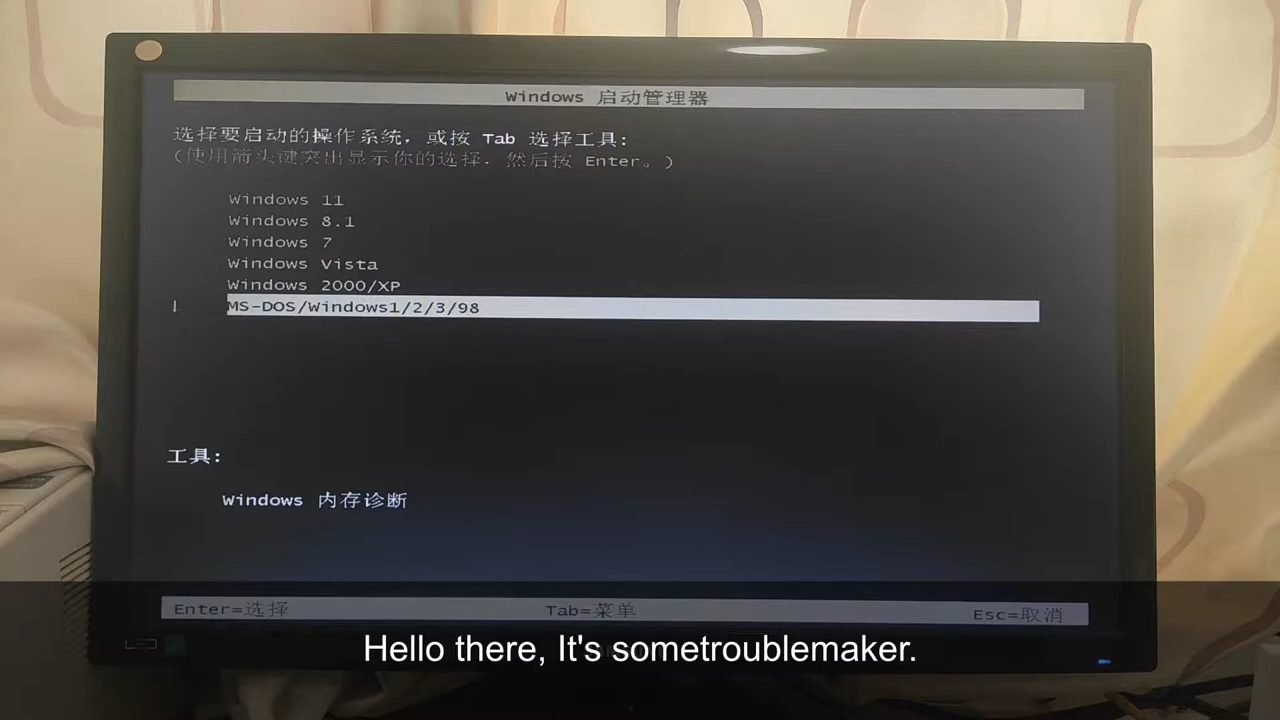 Windows 启动管理器
选择要启动的操作系统，或按 Tab 选择工具:
(使用箭头键突出显示你的选择，然后按 Enter。)
Windows 11
Windows 8.1
Windows 7
Windows Vista
Windows 2000/XP
MS-DOS/Windows1/2/3/98
工具:
Windows 内存诊断
Enter=选择 Tab=菜单 Esc=取消
Hello there, It's sometroublemaker.